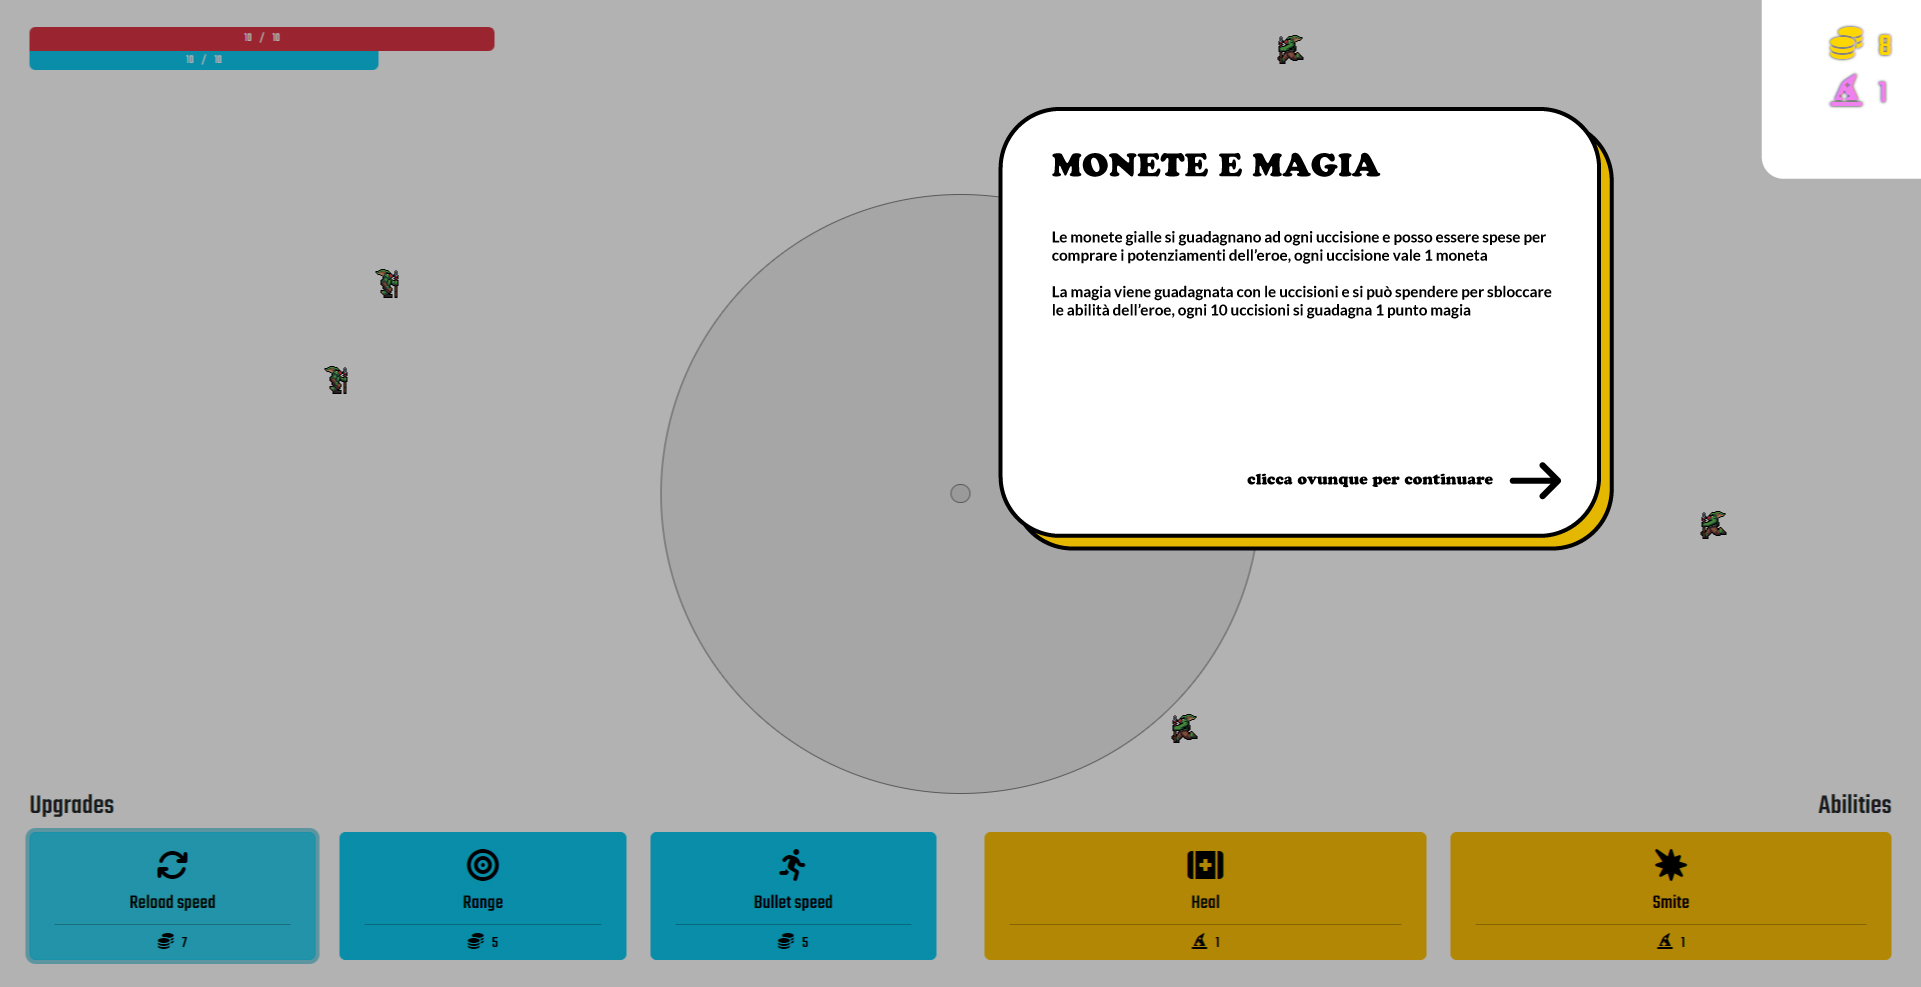 10 / 10
10 / 10
8
1
MONETE E MAGIA
Le monete gialle si guadagnano ad ogni uccisione e posso essere spese per
comprare i potenziamenti dell'eroe, ogni uccisione vale 1 moneta
La magia viene guadagnata con le uccisioni e si può spendere per sbloccare
le abilità dell'eroe, ogni 10 uccisioni si guadagna 1 punto magia
clicca ovunque per continuare
Upgrades
Abilities
Reload speed
7
Range
5
Bullet speed
5
Heal
1
Smite
1